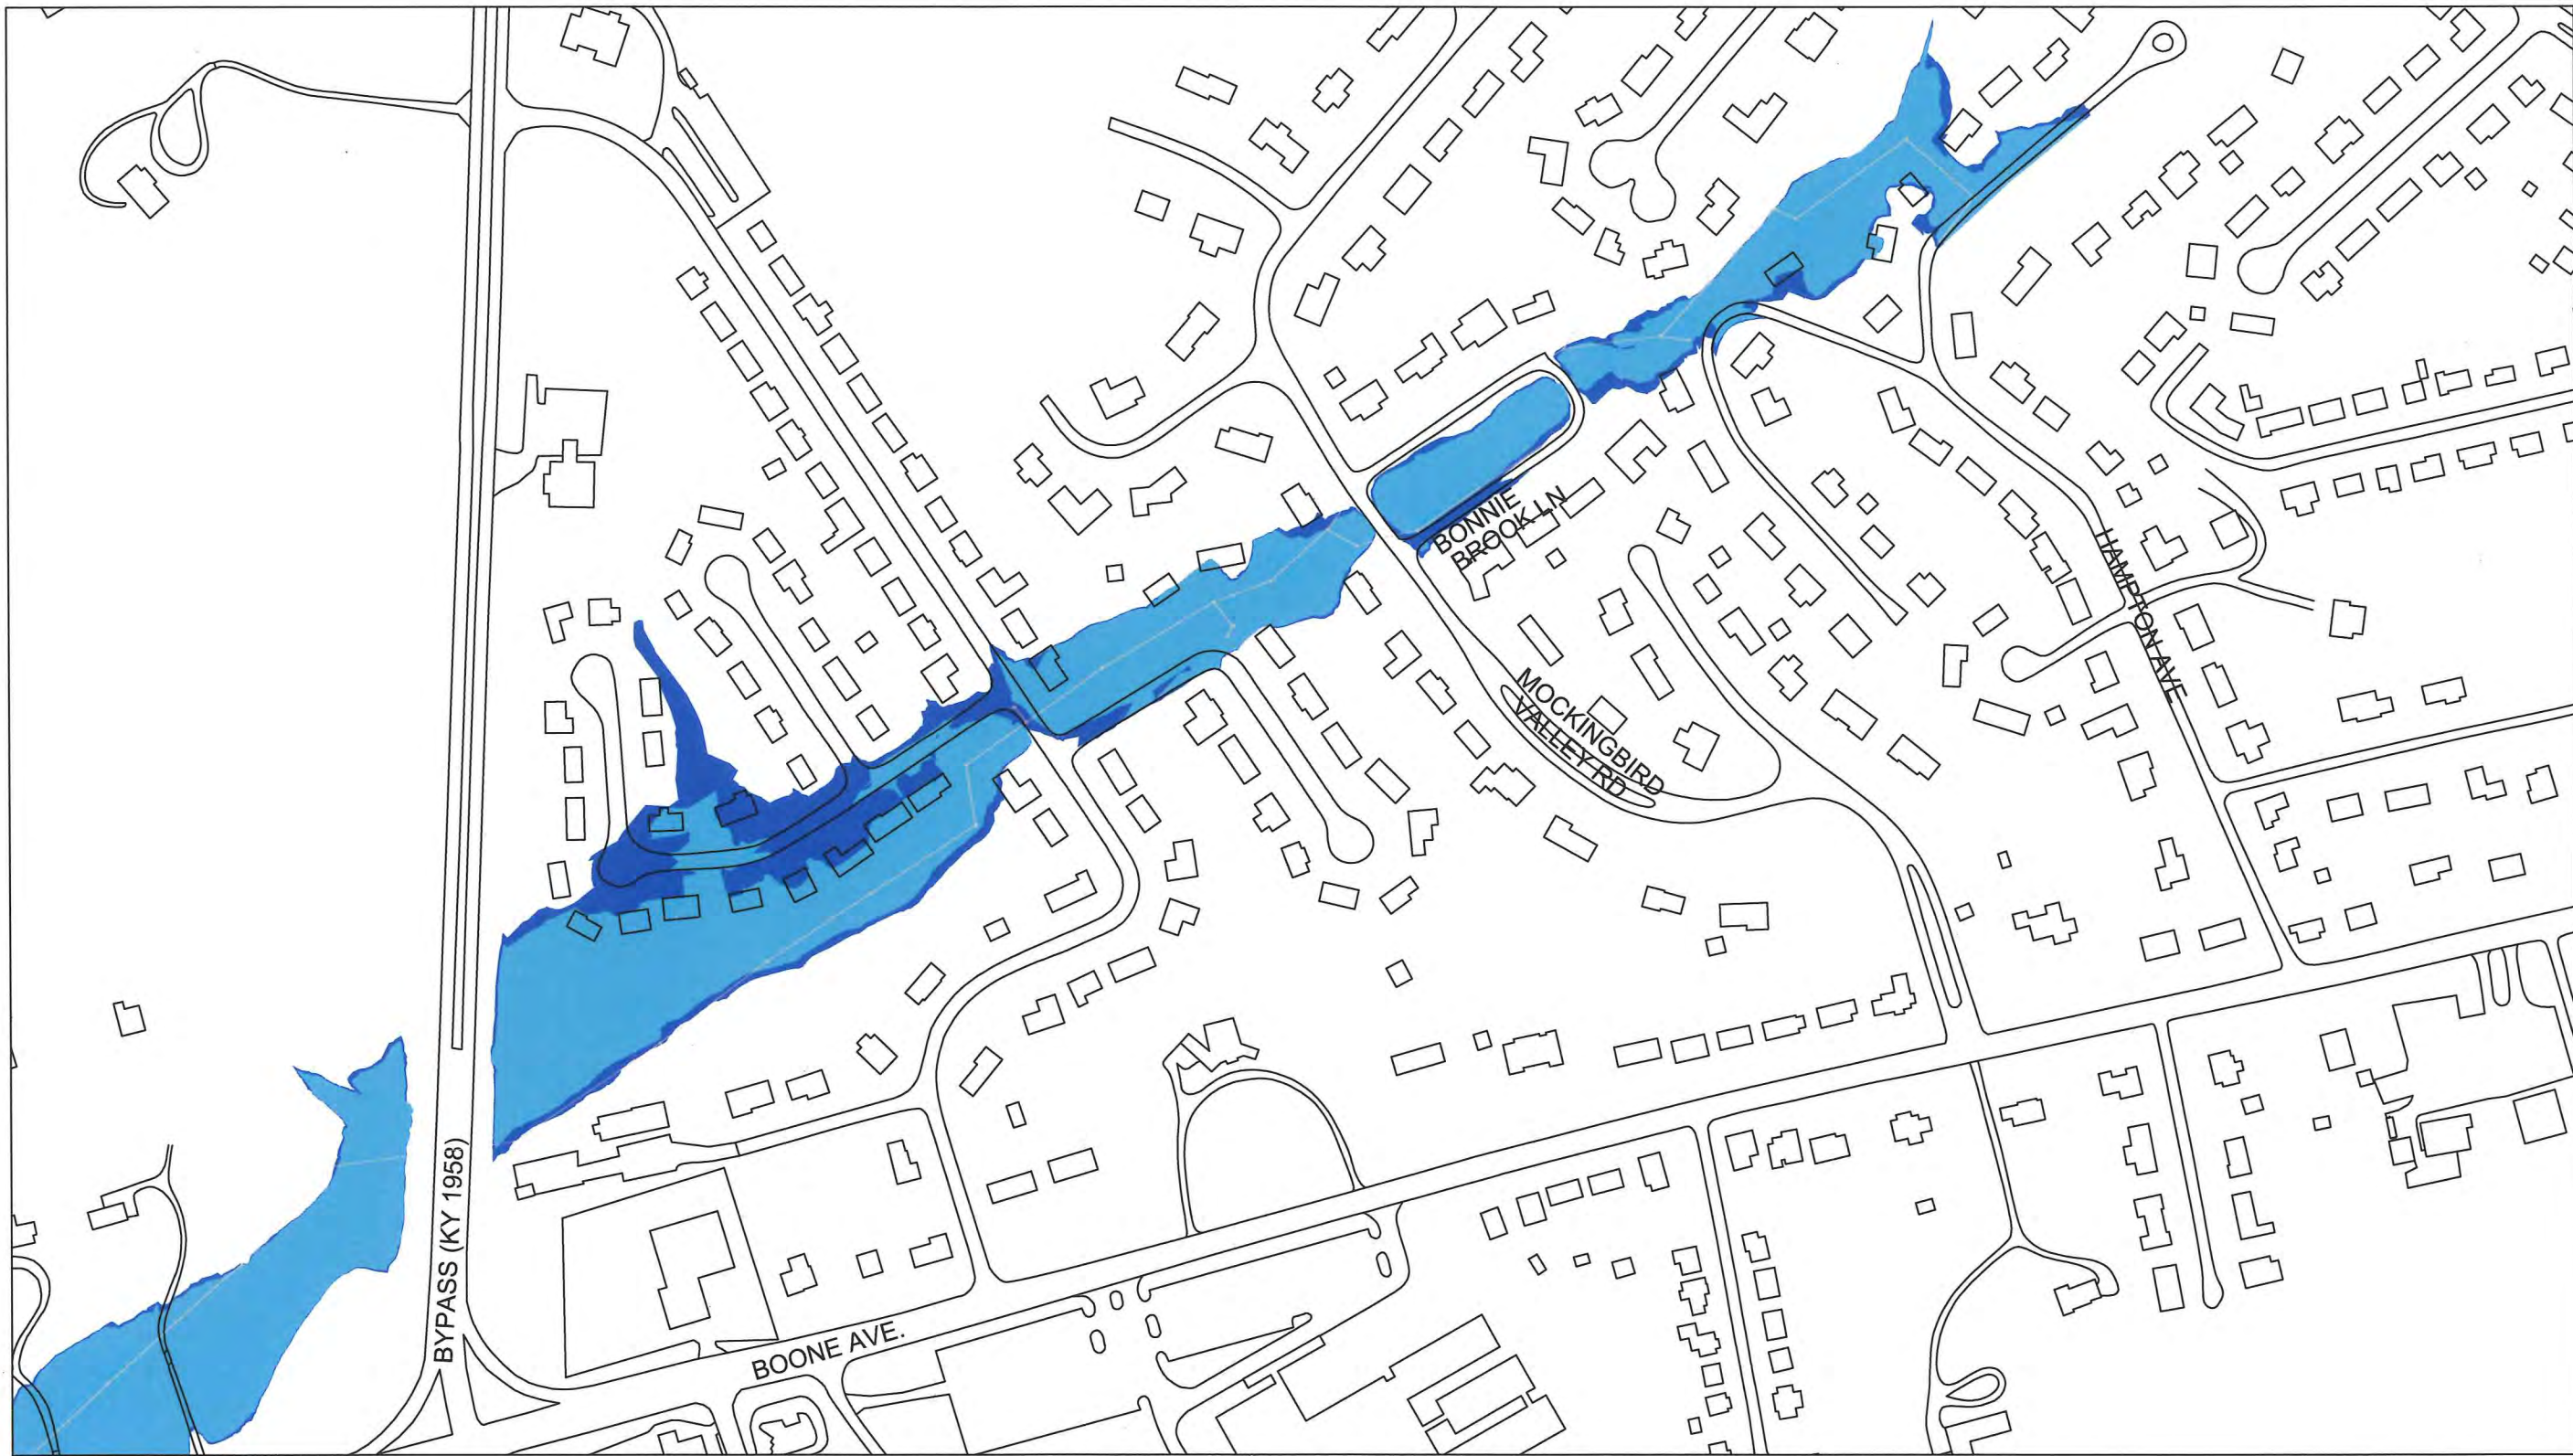 BONNIE
BROOK LN
HAMPTON AVE
MOCKINGBIRD
VALLEY RD
BYPASS (KY 1958)
BOONE AVE.